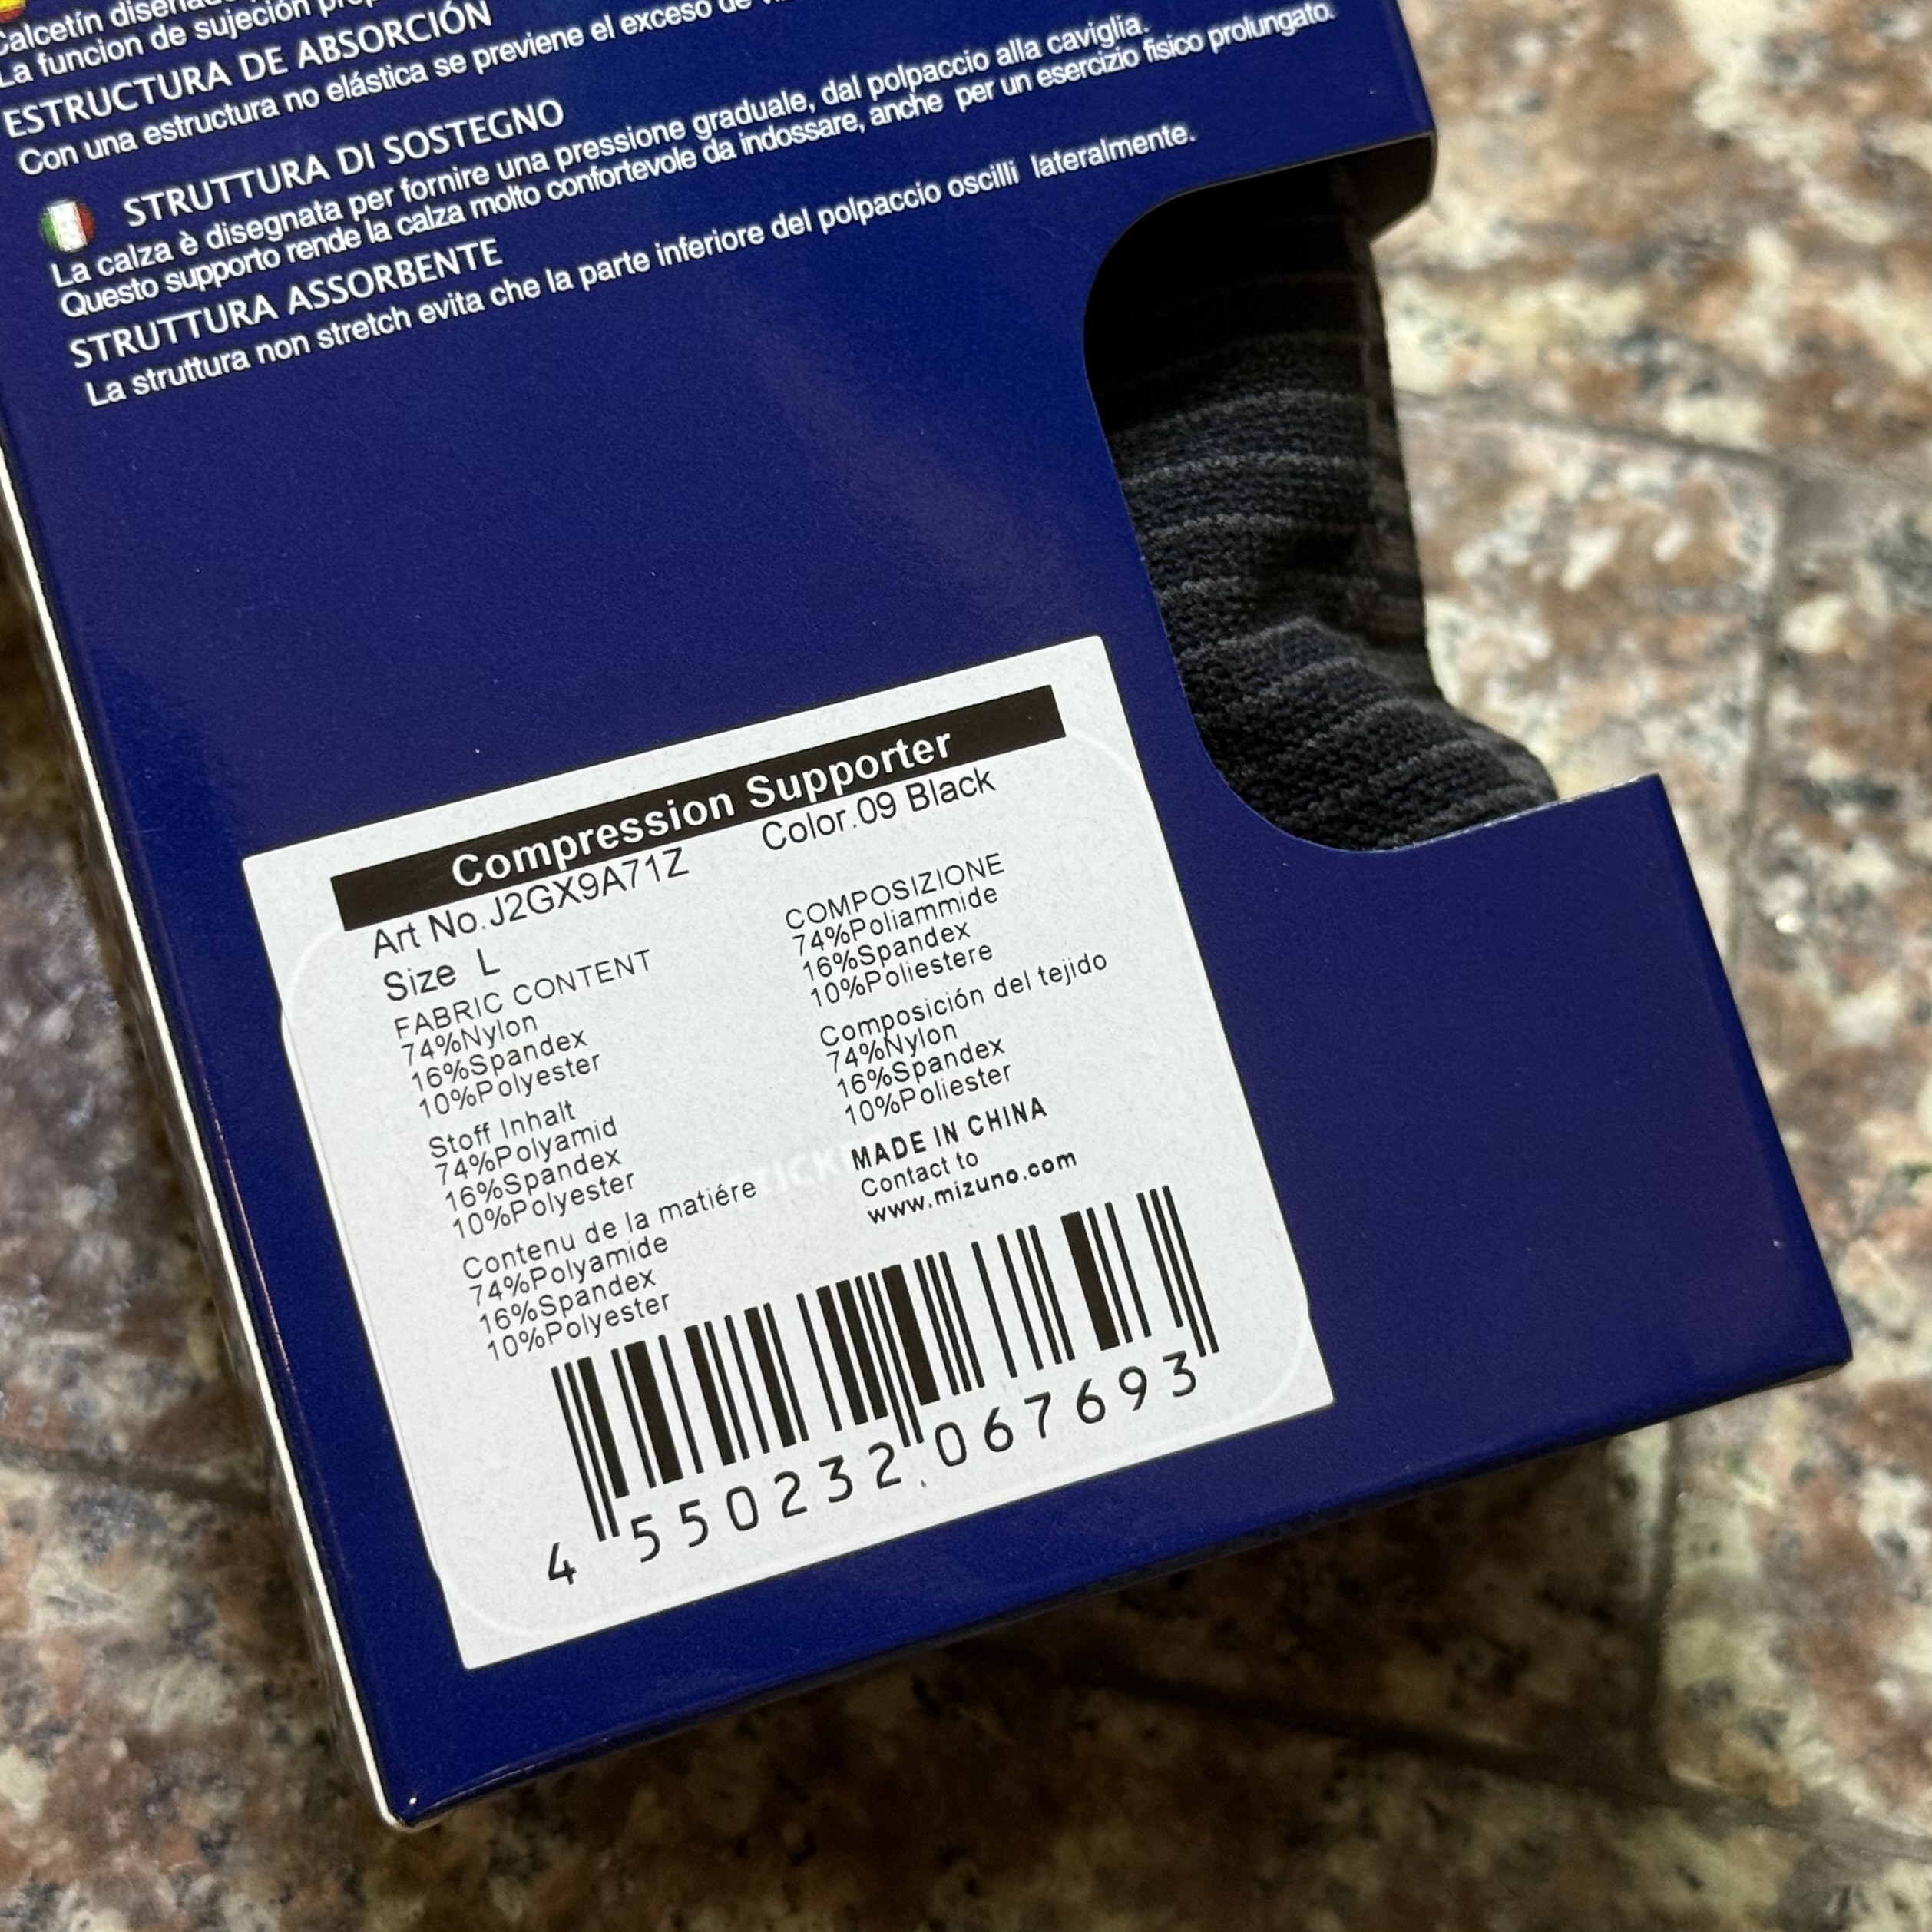 Calcetín
La funcion de sujeción
ESTRUCTURA DE ABSORCIÓN
Con una estructura no elástica se previene el exceso de
STRUTTURA DI SOSTEGNO
La calza è disegnata per fornire una pressione graduale, dal polpaccio alla caviglia.
Questo supporto rende la calza molto confortevole da indossare, anche per un esercizio fisico prolungato.
STRUTTURA ASSORBENTE
La struttura non stretch evita che la parte inferiore del polpaccio oscilli lateralmente.
Compression Supporter
Art No.J2GX9A71Z Color.09 Black
Size L
FABRIC CONTENT
74%Nylon
16%Spandex
10%Polyester
Stoff Inhalt
74%Polyamid
16%Spandex
10%Polyester
Contenu de la matiére
74%Polyamide
16%Spandex
10%Polyester
COMPOSIZIONE
74%Poliammide
16%Spandex
10%Poliestere
Composición del tejido
74%Nylon
16%Spandex
10%Poliester
MADE IN CHINA
Contact to
www.mizuno.com
4 550232.067693